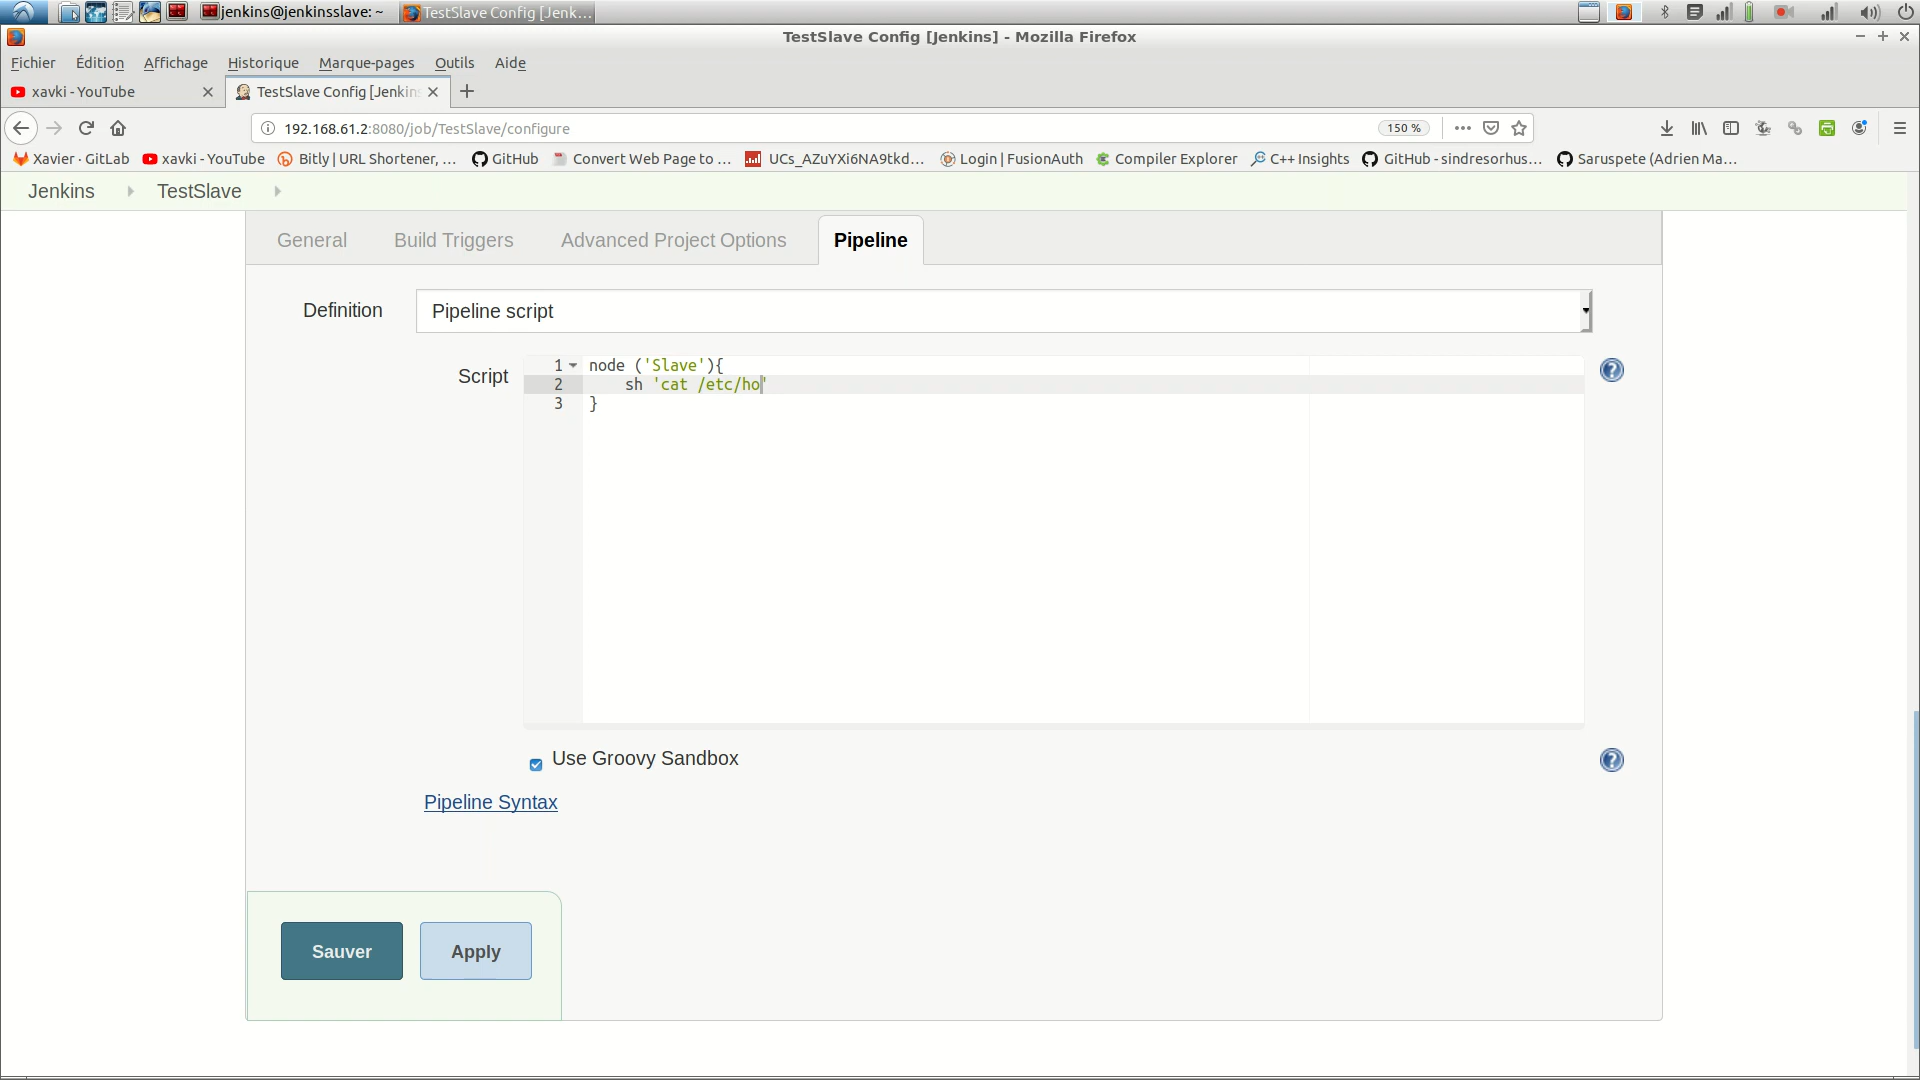 jenkins@jenkinsslave: ~
TestSlave Config [Jenk...
TestSlave Config [Jenkins] - Mozilla Firefox
Fichier Édition Affichage Historique Marque-pages Outils Aide
xavki - YouTube
TestSlave Config [Jenkins
192.168.61.2:8080/job/TestSlave/configure
150 %
Xavier · GitLab
xavki - YouTube
Bitly | URL Shortener, ...
GitHub
Convert Web Page to ...
UCs_AZuYXi6NA9tkd...
Login | FusionAuth
Compiler Explorer
C++ Insights
GitHub - sindresorhus...
Saruspete (Adrien Ma...
Jenkins
TestSlave
General
Build Triggers
Advanced Project Options
Pipeline
Definition
Pipeline script
Script
1 node ('Slave'){
2 sh 'cat /etc/ho'
3 }
Use Groovy Sandbox
Pipeline Syntax
Sauver
Apply